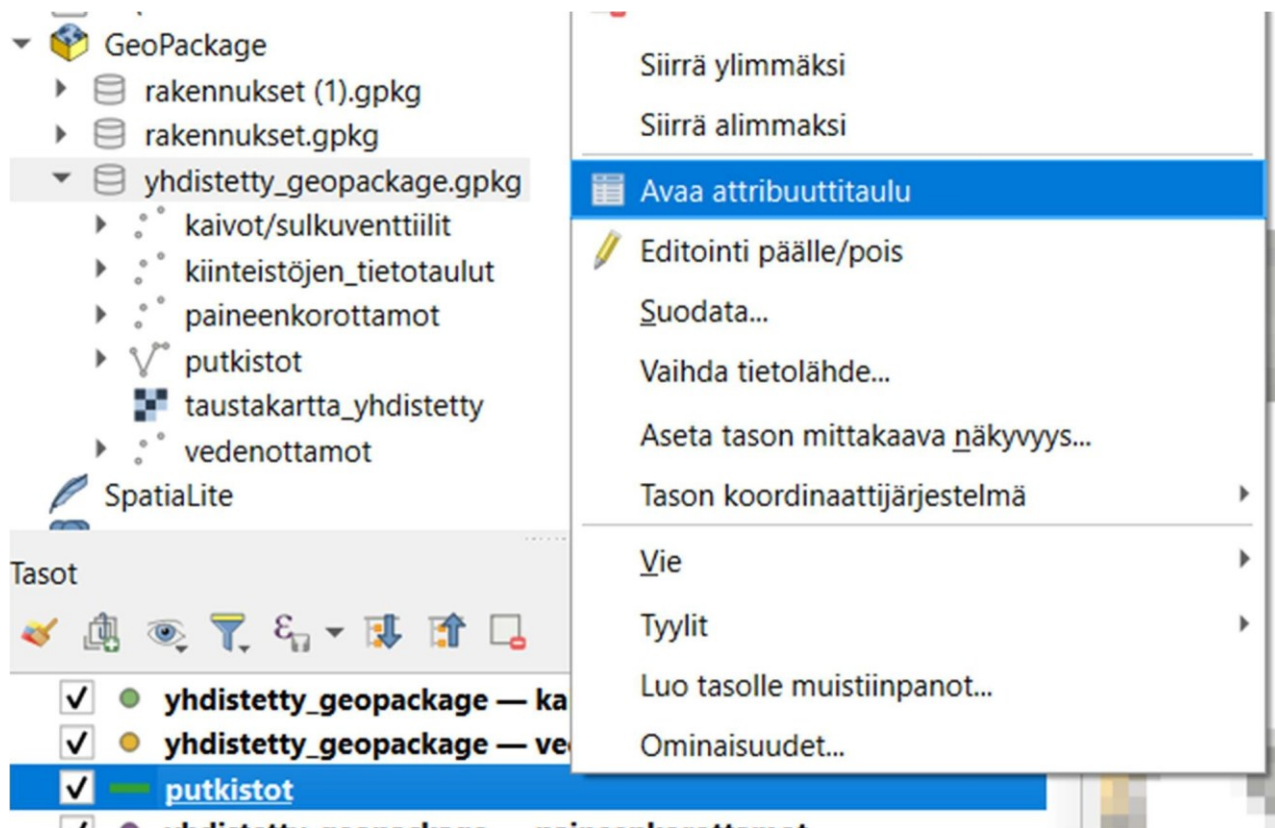 GeoPackage
rakennukset (1).gpkg
rakennukset.gpkg
yhdistetty_geopackage.gpkg
kaivot/sulkuventtiilit
kiinteistöjen_tietotaulut
paineenkorottamot
putkistot
taustakartta_yhdistetty
vedenottamot
SpatiaLite
Tasot
yhdistetty_geopackage — ka
yhdistetty_geopackage — ve
putkistot
yhdistetty_geopackage — paineenkorottamot
Siirrä ylimmäksi
Siirrä alimmaksi
Avaa attribuuttitaulu
Editointi päälle/pois
Suodata...
Vaihda tietolähde...
Aseta tason mittakaava näkyvyys...
Tason koordinaattijärjestelmä
Vie
Tyylit
Luo tasolle muistiinpanot...
Ominaisuudet...